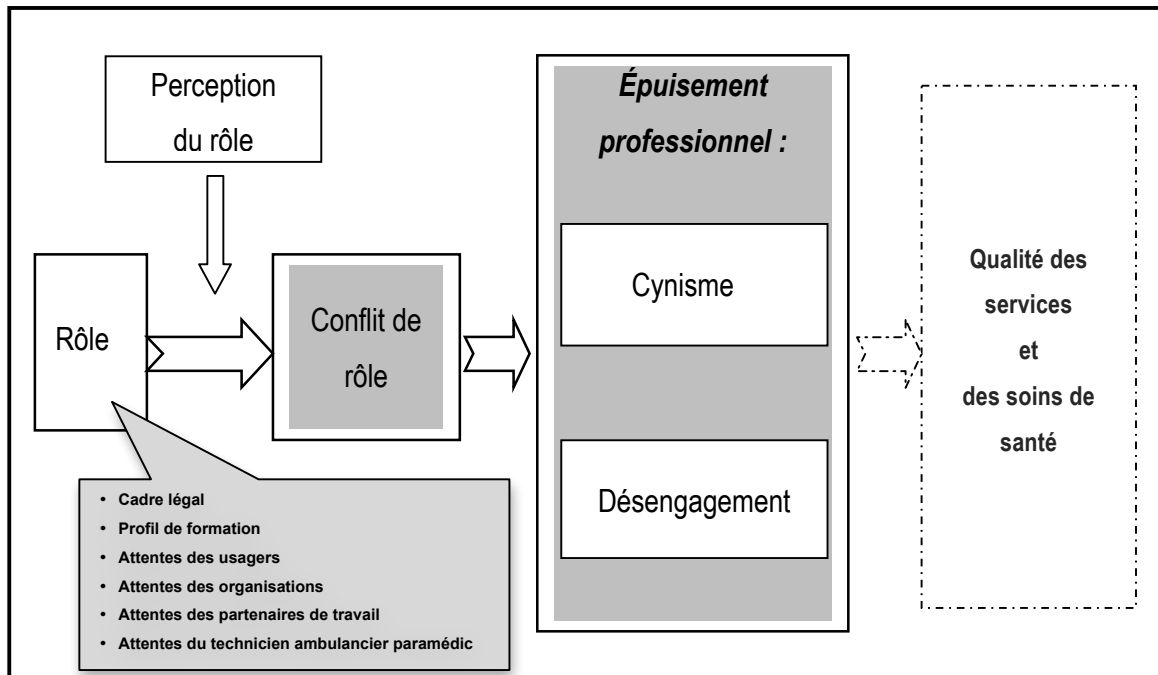 Perception
du rôle
Rôle
Conflit de
rôle
Épuisement
professionnel :
Cynisme
Désengagement
Qualité des
services
et
des soins de
santé
• Cadre légal
• Profil de formation
• Attentes des usagers
• Attentes des organisations
• Attentes des partenaires de travail
• Attentes du technicien ambulancier paramédic